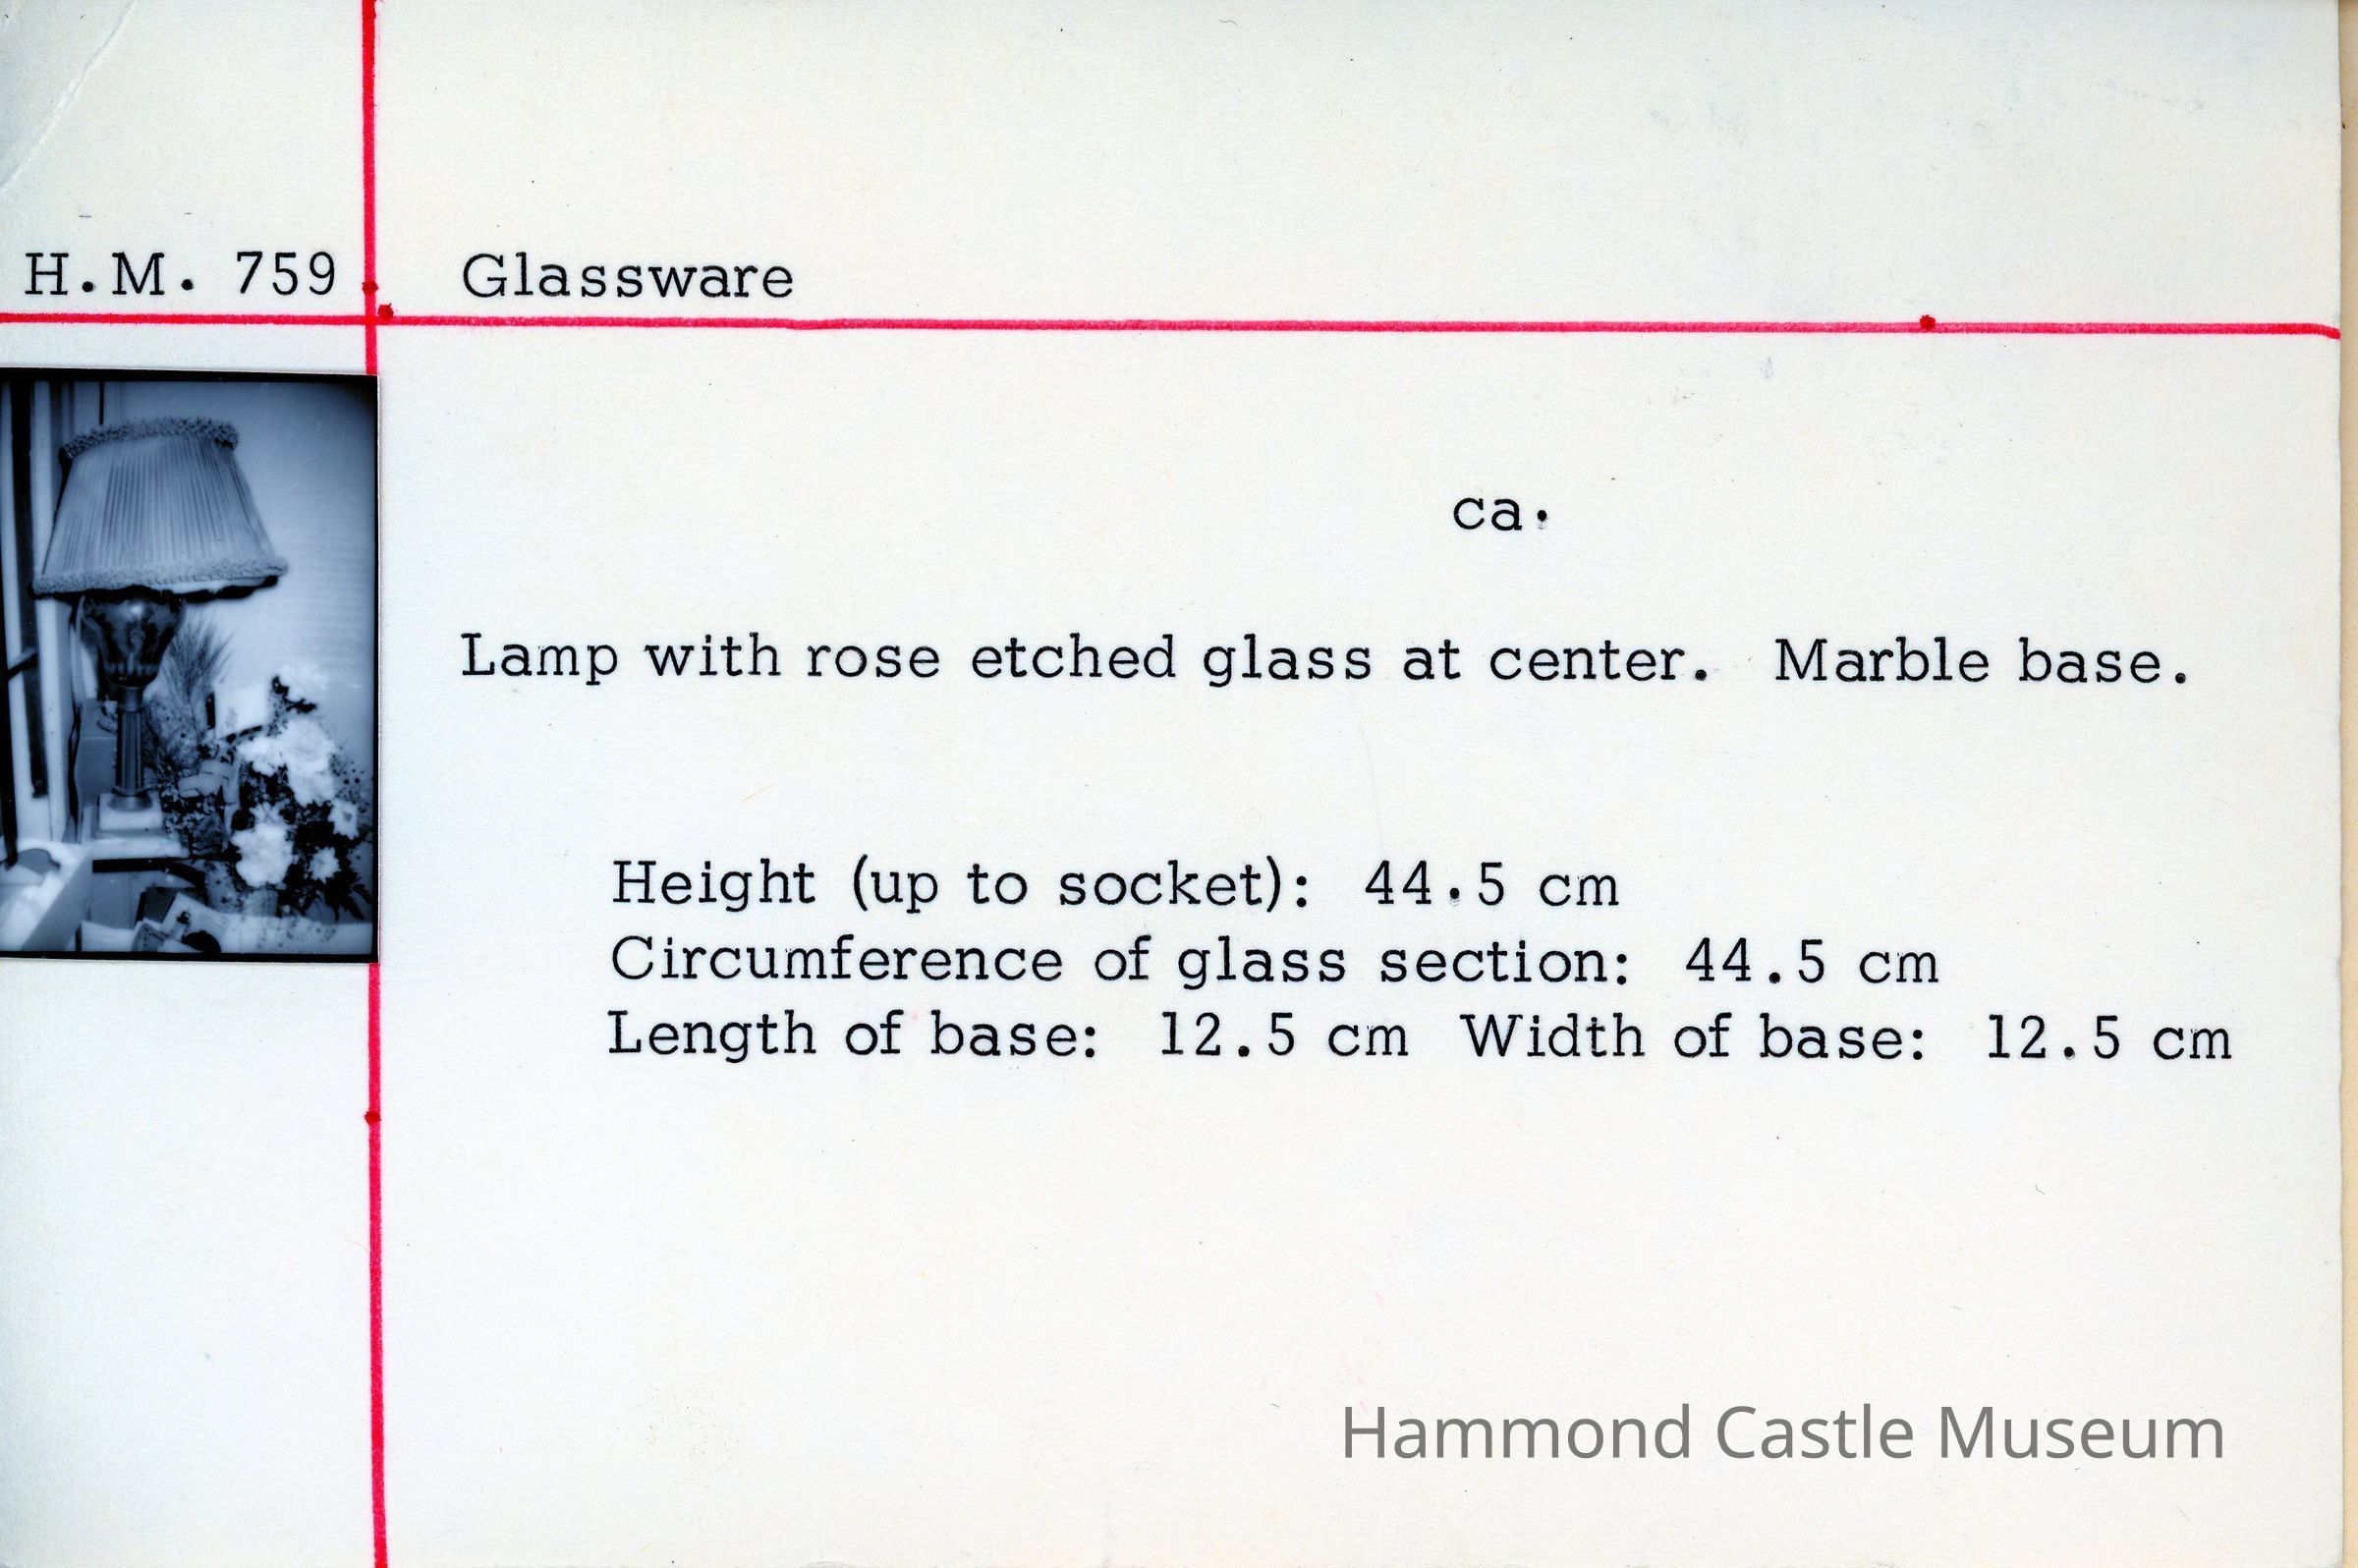 H.M. 759 Glassware
ca.
Lamp with rose etched glass at center. Marble base.
Height (up to socket): 44.5 cm
Circumference of glass section: 44.5 cm
Length of base: 12.5 cm Width of base: 12.5 cm
Hammond Castle Museum